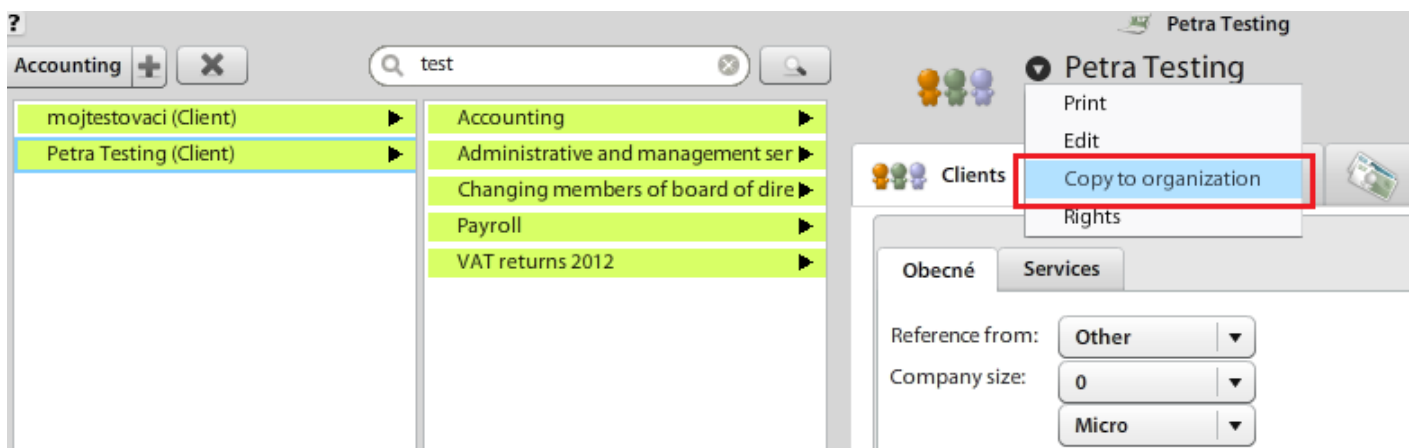 ?
Petra Testing
Accounting
test
Petra Testing
mojtestovaci (Client)
Petra Testing (Client)
Accounting
Administrative and management ser
Changing members of board of dire
Payroll
VAT returns 2012
Print
Edit
Copy to organization
Rights
Clients
Obecné
Services
Reference from:
Other
Company size:
0
Micro